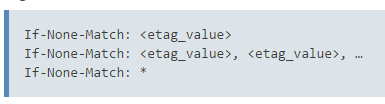 If-None-Match: <etag_value>
If-None-Match: <etag_value>, <etag_value>, …
If-None-Match: *